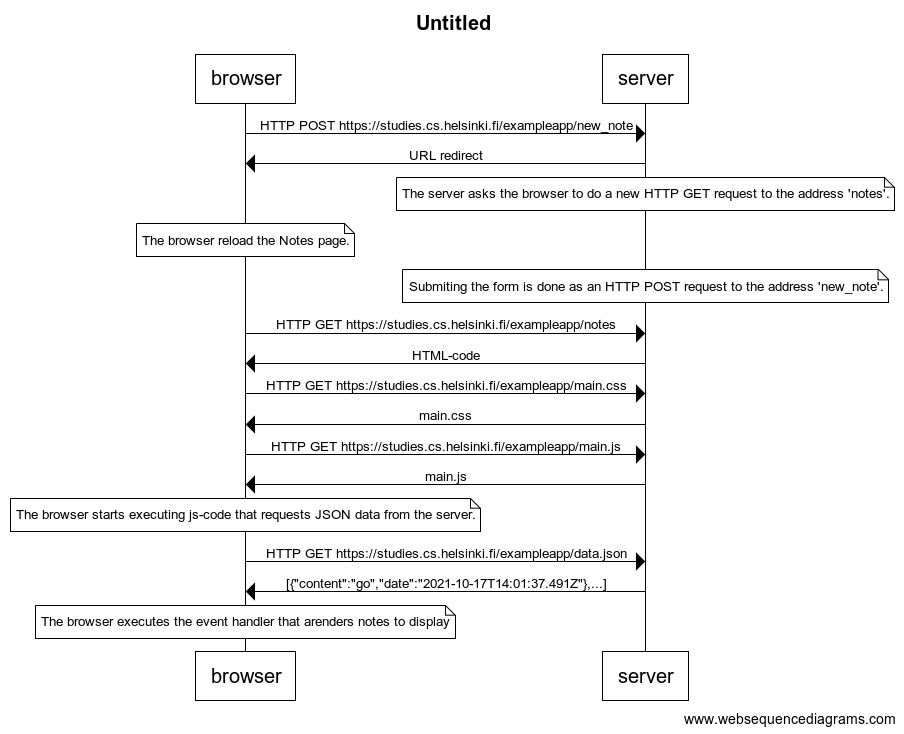 Untitled
browser
server
HTTP POST https://studies.cs.helsinki.fi/exampleapp/new_note
URL redirect
The server asks the browser to do a new HTTP GET request to the address 'notes'.
The browser reload the Notes page.
Submiting the form is done as an HTTP POST request to the address 'new_note'.
HTTP GET https://studies.cs.helsinki.fi/exampleapp/notes
HTML-code
HTTP GET https://studies.cs.helsinki.fi/exampleapp/main.css
main.css
HTTP GET https://studies.cs.helsinki.fi/exampleapp/main.js
main.js
The browser starts executing js-code that requests JSON data from the server.
HTTP GET https://studies.cs.helsinki.fi/exampleapp/data.json
[{"content":"go","date":"2021-10-17T14:01:37.491Z"},...]
The browser executes the event handler that arenders notes to display
browser
server
www.websequencediagrams.com